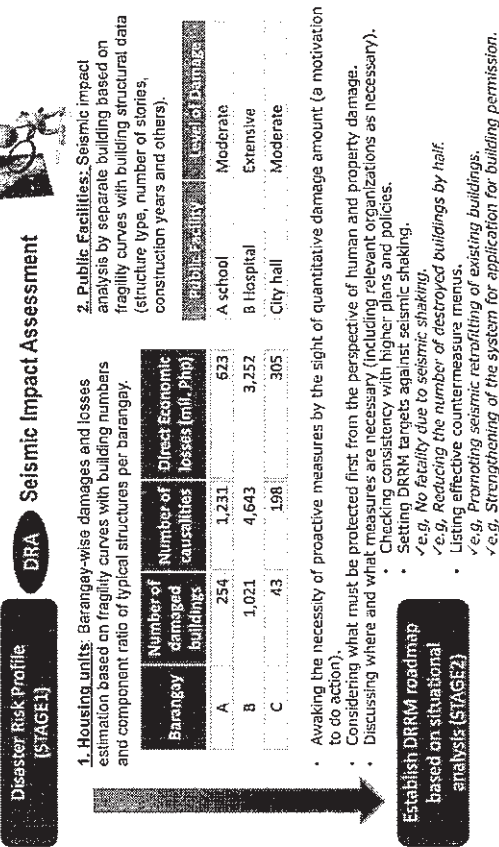 Disaster Risk Profile
(STAGE1)
DRA
Seismic Impact Assessment
1. Housing units: Barangay-wise damages and losses
estimation based on fragility curves with building numbers
and component ratio of typical structures per barangay.
Barangay | Number of damaged buildings | Number of causalities | Direct Economic losses (mil. Php)
A | 254 | 1,231 | 623
B | 1,021 | 4,643 | 3,252
C | 43 | 198 | 305
2. Public Facilities: Seismic impact
analysis by separate building based on
fragility curves with building structural data
(structure type, number of stories,
construction years and others).
Public Facility | Level of Damage
A school | Moderate
B Hospital | Extensive
City hall | Moderate
• Awaking the necessity of proactive measures by the sight of quantitative damage amount (a motivation
to do action).
• Considering what must be protected first from the perspective of human and property damage.
• Discussing where and what measures are necessary (including relevant organizations as necessary).
Establish DRRM roadmap
based on situational
analysis (STAGE2)
• Checking consistency with higher plans and policies.
• Setting DRRM targets against seismic shaking.
✓e.g, No fatality due to seismic shaking.
✓e.g, Reducing the number of destroyed buildings by half.
• Listing effective countermeasure menus.
✓e.g, Promoting seismic retrofitting of existing buildings.
✓e.g, Strengthening of the system for application for building permission.